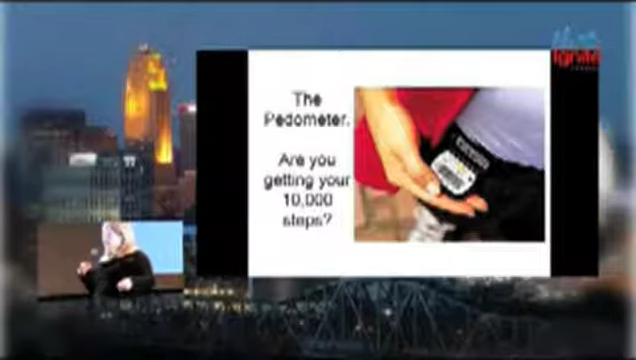 The
Pedometer.
Are you
getting your
10,000
steps?
Ignite